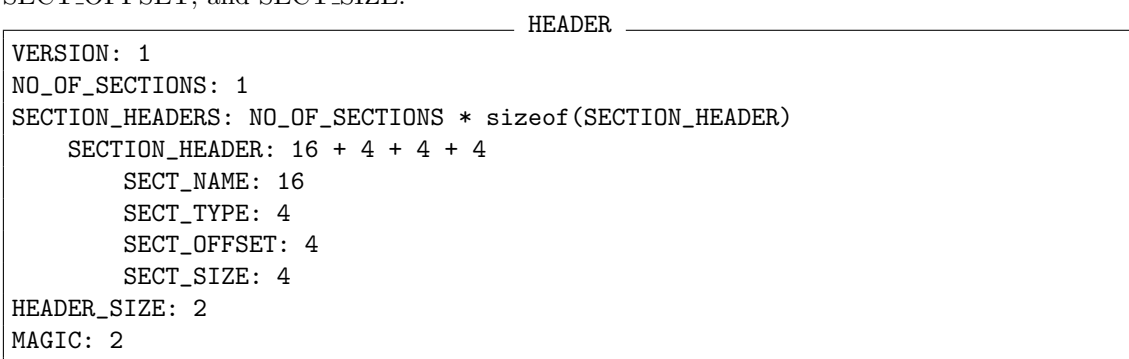 SECT_OFFSET, and SECT_SIZE.
HEADER
VERSION: 1
NO_OF_SECTIONS: 1
SECTION_HEADERS: NO_OF_SECTIONS * sizeof(SECTION_HEADER)
SECTION_HEADER: 16 + 4 + 4 + 4
SECT_NAME: 16
SECT_TYPE: 4
SECT_OFFSET: 4
SECT_SIZE: 4
HEADER_SIZE: 2
MAGIC: 2